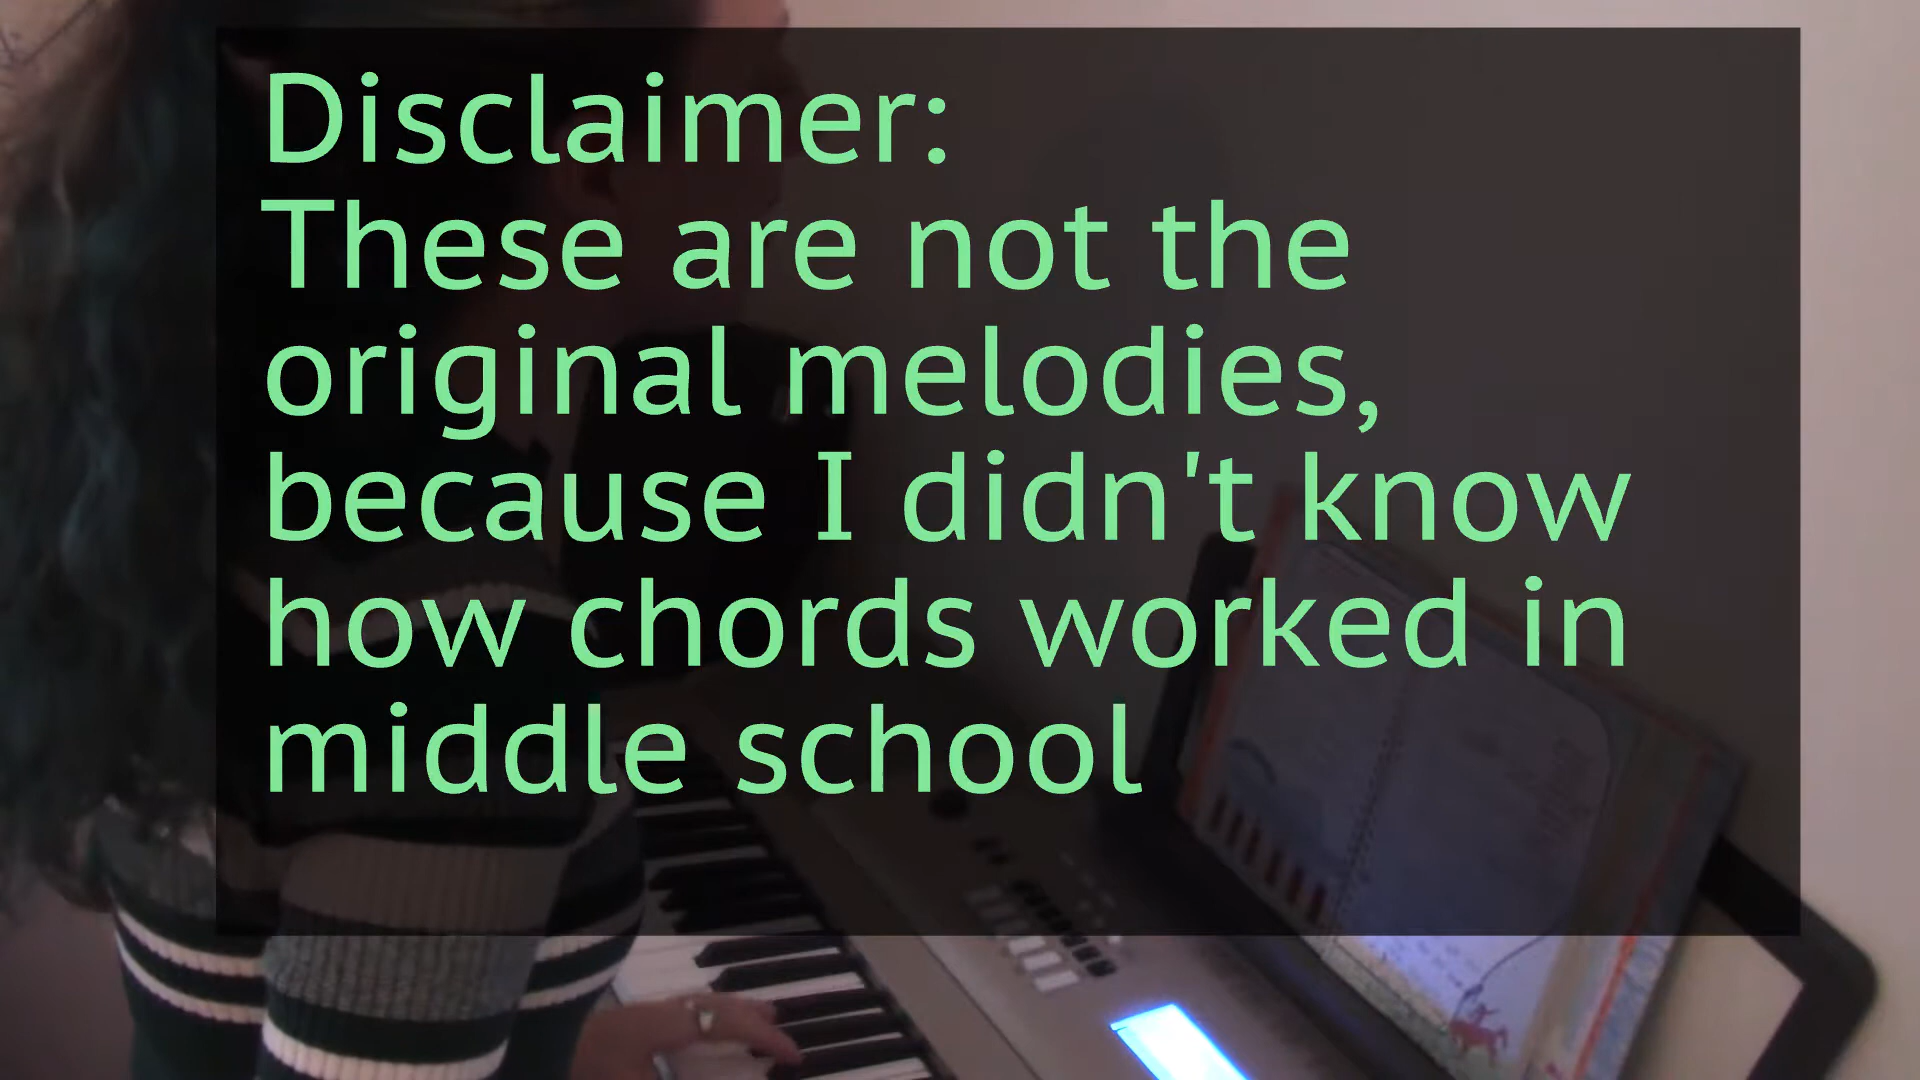 Disclaimer:
These are not the
original melodies,
because I didn't know
how chords worked in
middle school